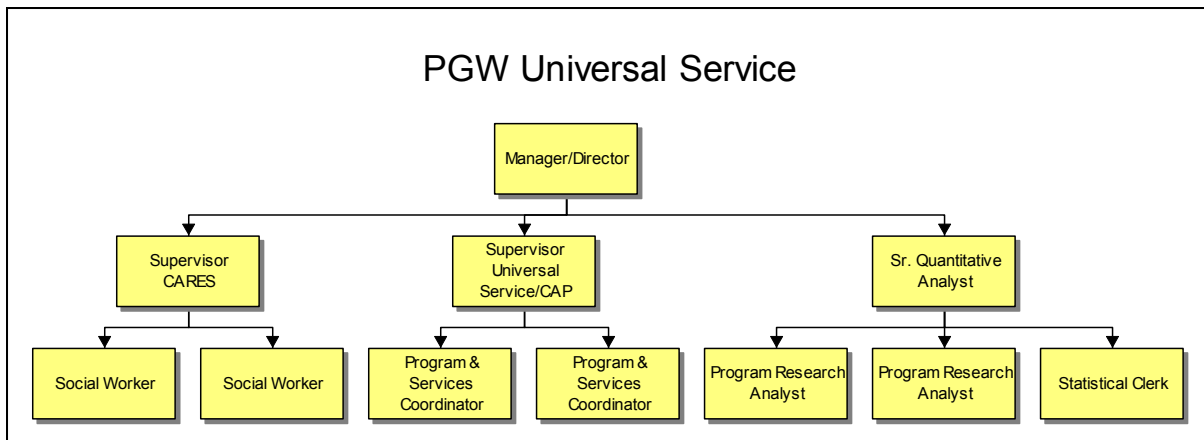 PGW Universal Service
Manager/Director
Supervisor
CARES
Supervisor
Universal
Service/CAP
Sr. Quantitative
Analyst
Social Worker
Social Worker
Program &
Services
Coordinator
Program &
Services
Coordinator
Program Research
Analyst
Program Research
Analyst
Statistical Clerk